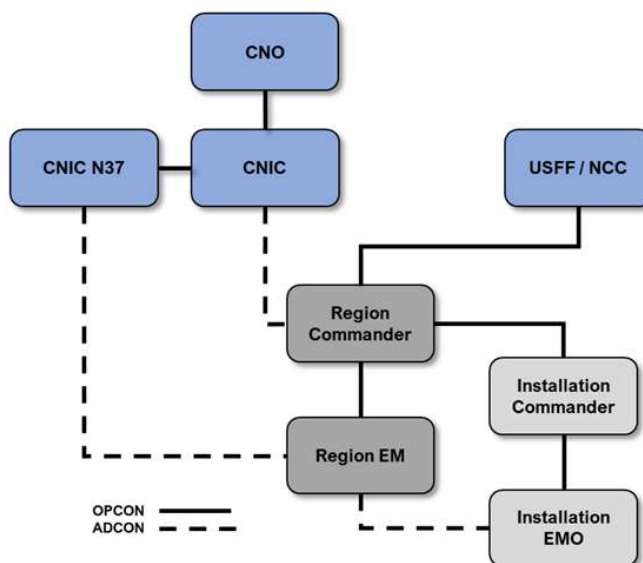 CNO
CNIC N37
CNIC
USFF / NCC
Region
Commander
Installation
Commander
Region EM
Installation
EMO
OPCON
ADCON